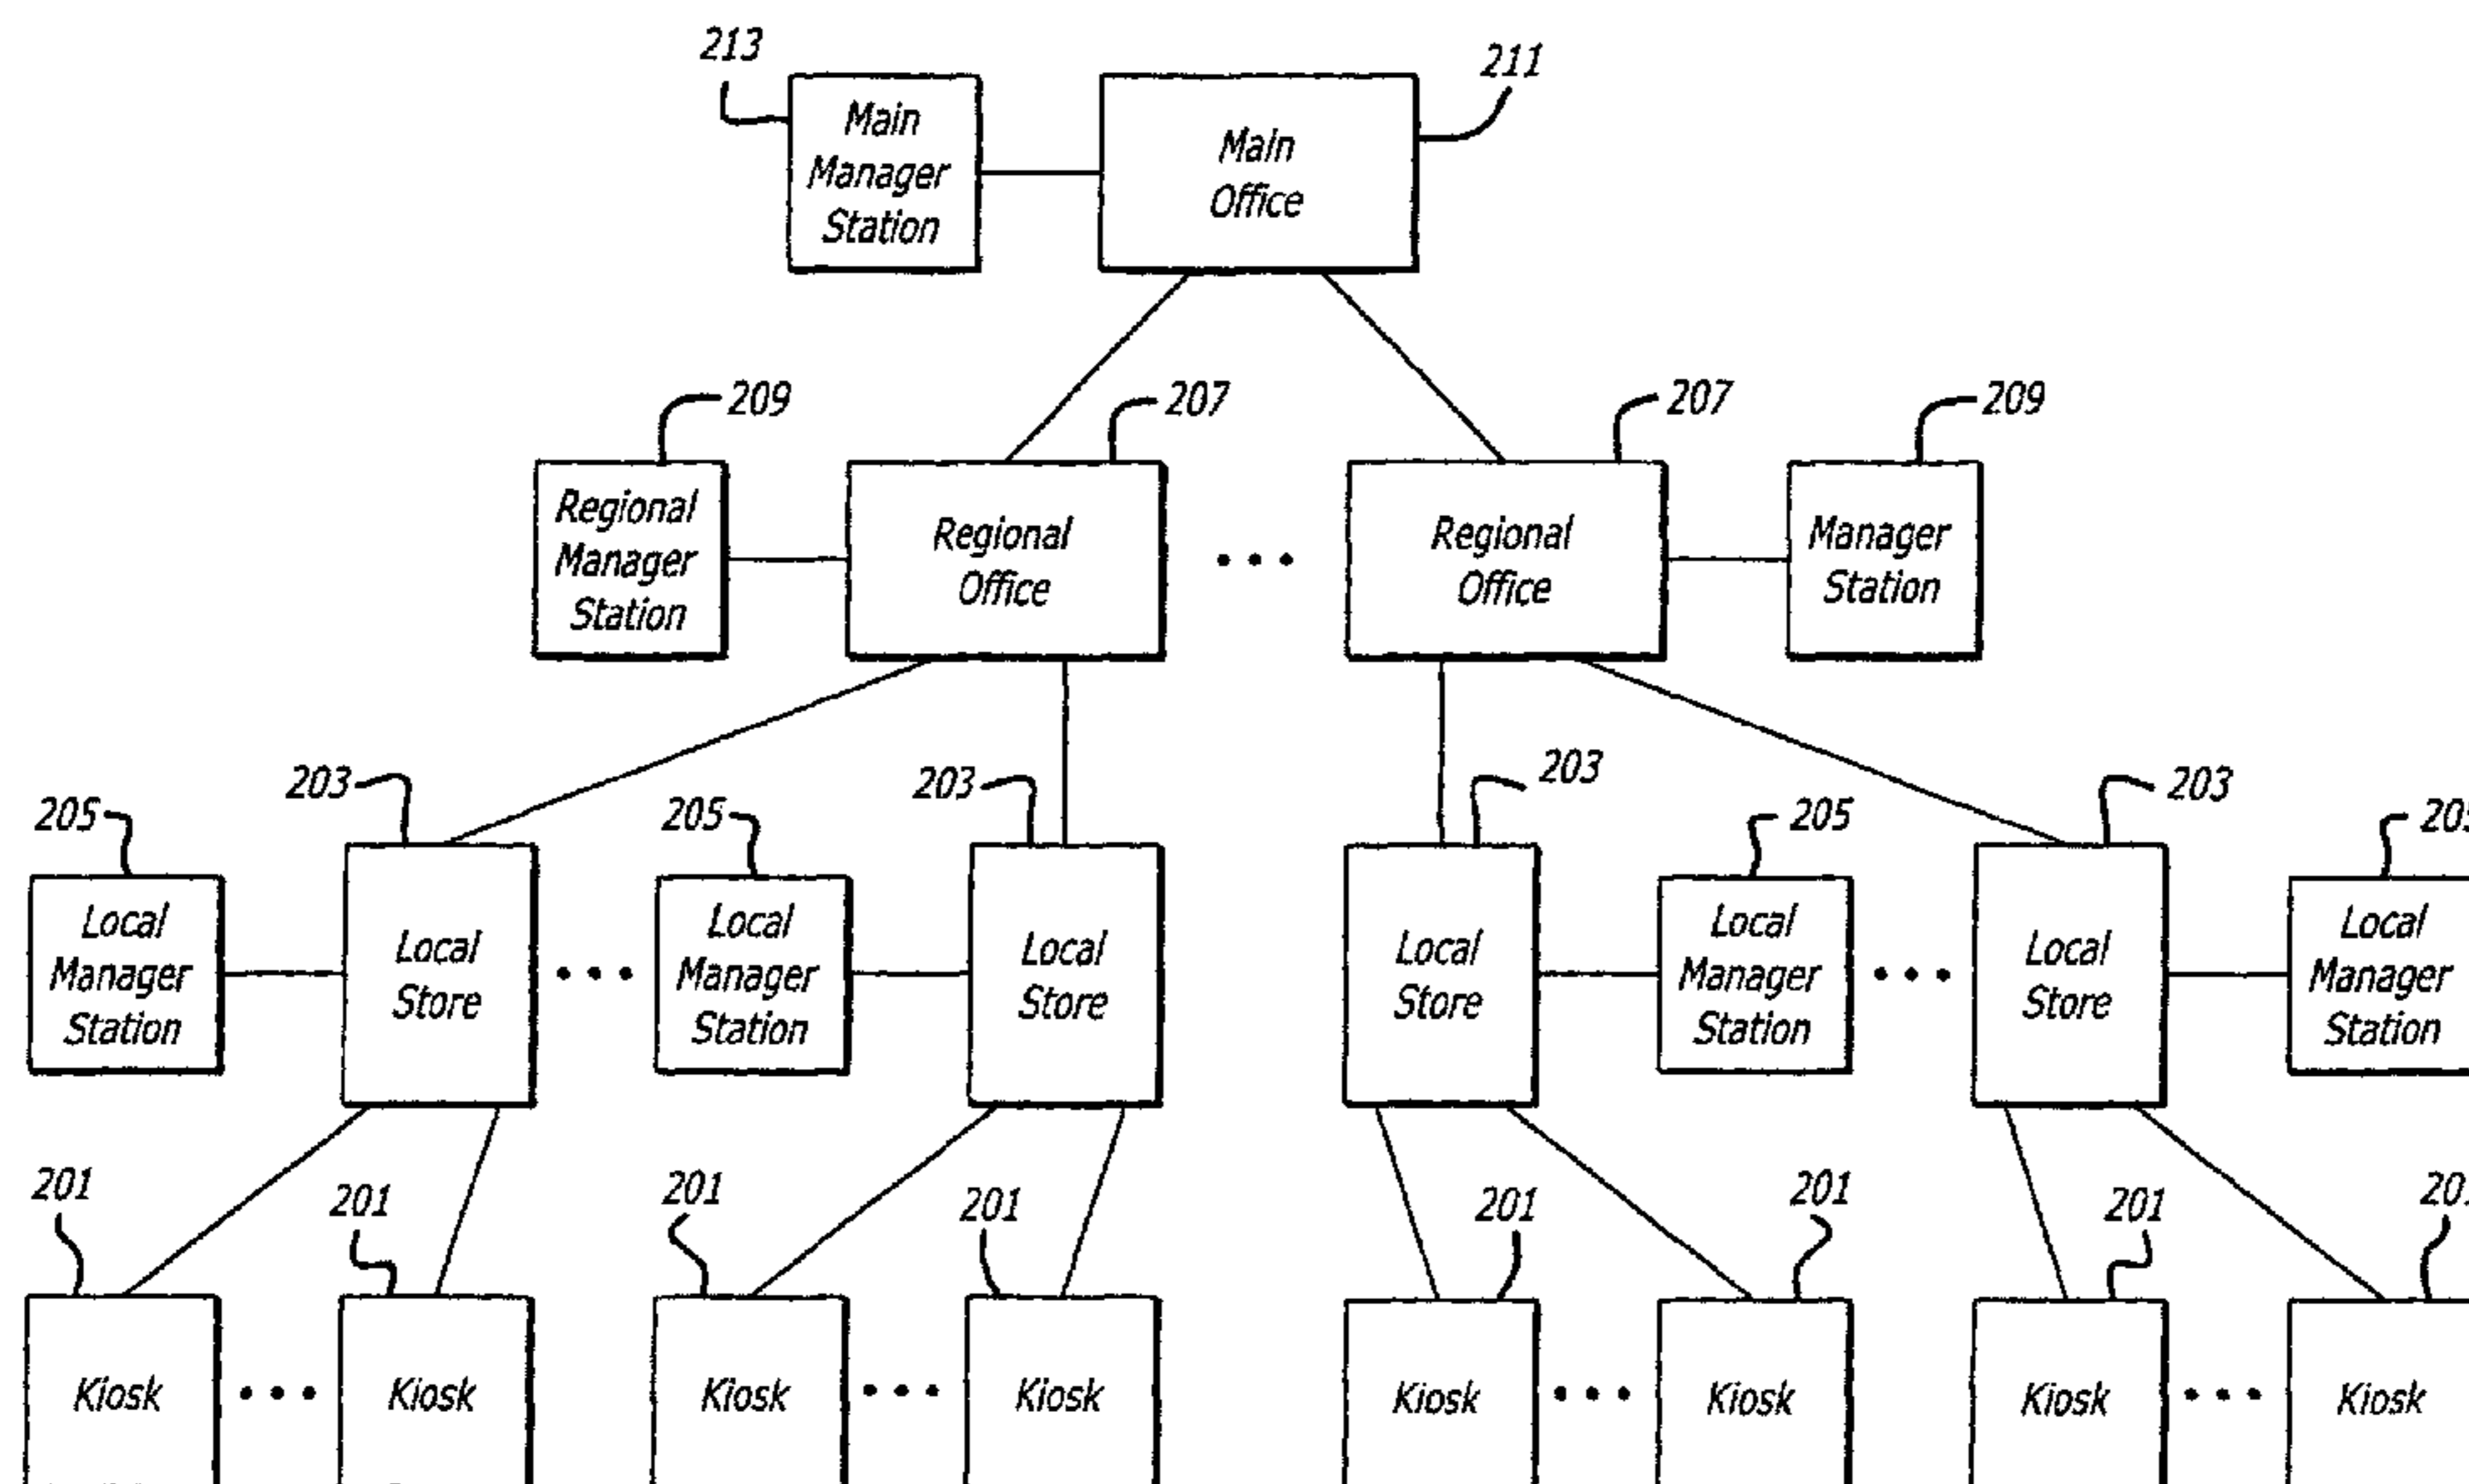 213
211
Main
Manager
Station
Main
Office
209
207
207
209
Regional
Manager
Station
Regional
Office
Regional
Office
Manager
Station
203
203
203
203
205
205
205
Local
Manager
Station
Local
Store
Local
Manager
Station
Local
Store
Local
Store
Local
Manager
Station
Local
Store
Local
Manager
Station
201
201
201
201
201
201
201
Kiosk
Kiosk
Kiosk
Kiosk
Kiosk
Kiosk
Kiosk
Kiosk